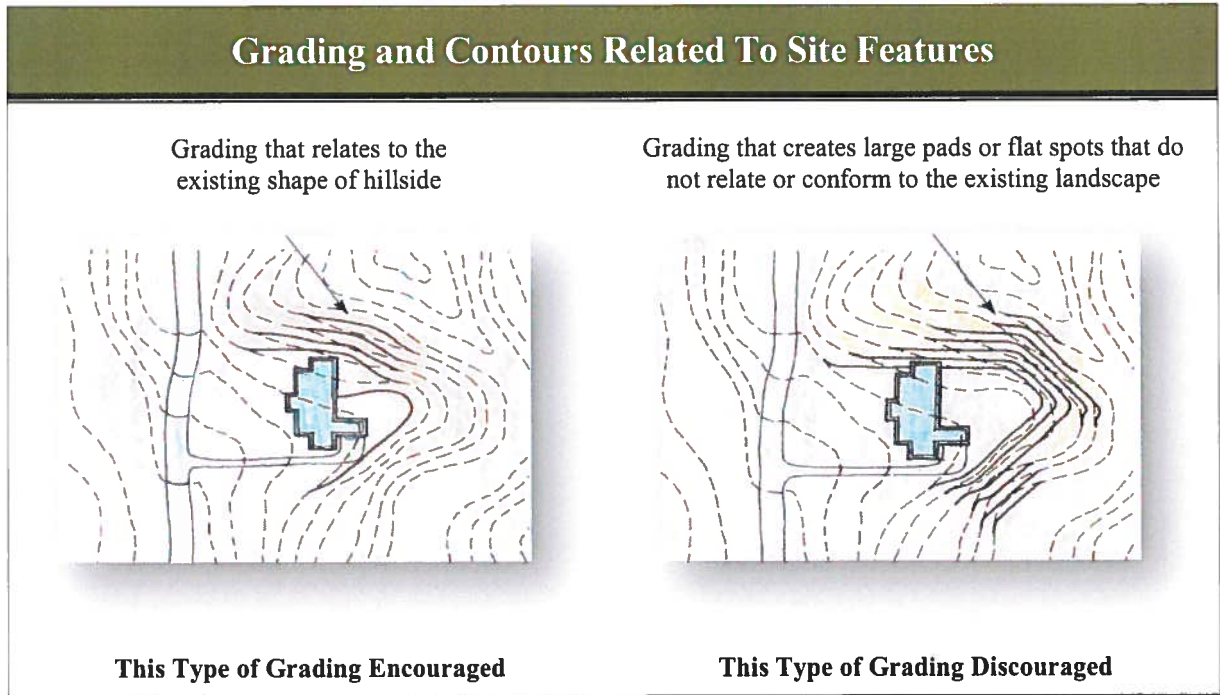 Grading and Contours Related To Site Features
Grading that relates to the
existing shape of hillside
Grading that creates large pads or flat spots that do
not relate or conform to the existing landscape
This Type of Grading Encouraged
This Type of Grading Discouraged